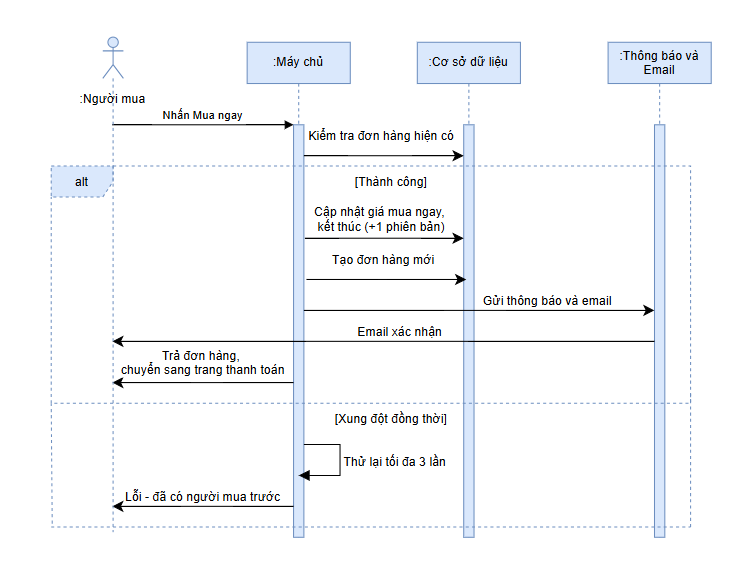 :Máy chủ
:Cơ sở dữ liệu
:Thông báo và
Email
:Người mua
Nhấn Mua ngay
Kiểm tra đơn hàng hiện có
alt
[Thành công]
Cập nhật giá mua ngay,
kết thúc (+1 phiên bản)
Tạo đơn hàng mới
Gửi thông báo và email
Email xác nhận
Trả đơn hàng,
chuyển sang trang thanh toán
[Xung đột đồng thời]
Thử lại tối đa 3 lần
Lỗi - đã có người mua trước